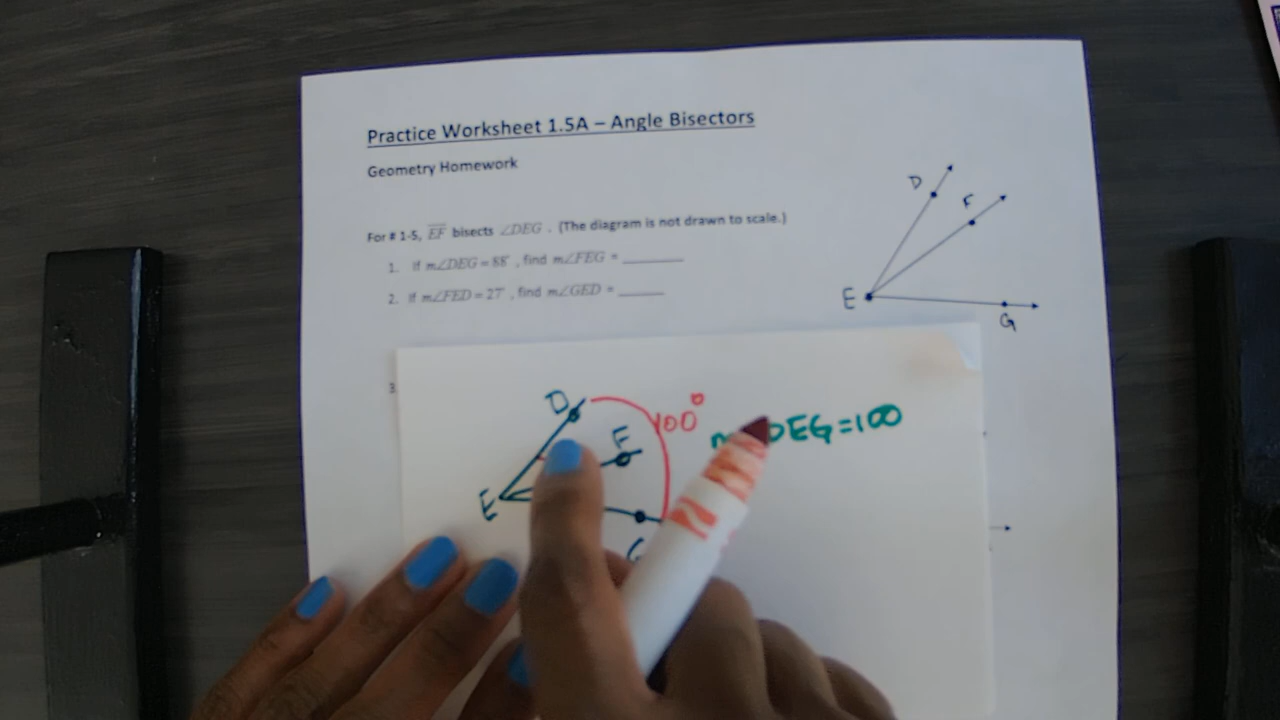 Practice Worksheet 1.5A – Angle Bisectors
Geometry Homework
For # 1-5, EF bisects ∠DEG . (The diagram is not drawn to scale.)
1. If m∠DEG = 88° , find m∠FEG = ________
2. If m∠FED = 27° , find m∠GED = ______
D
F
E
G
3.
D
100°
F
E
DEG=100